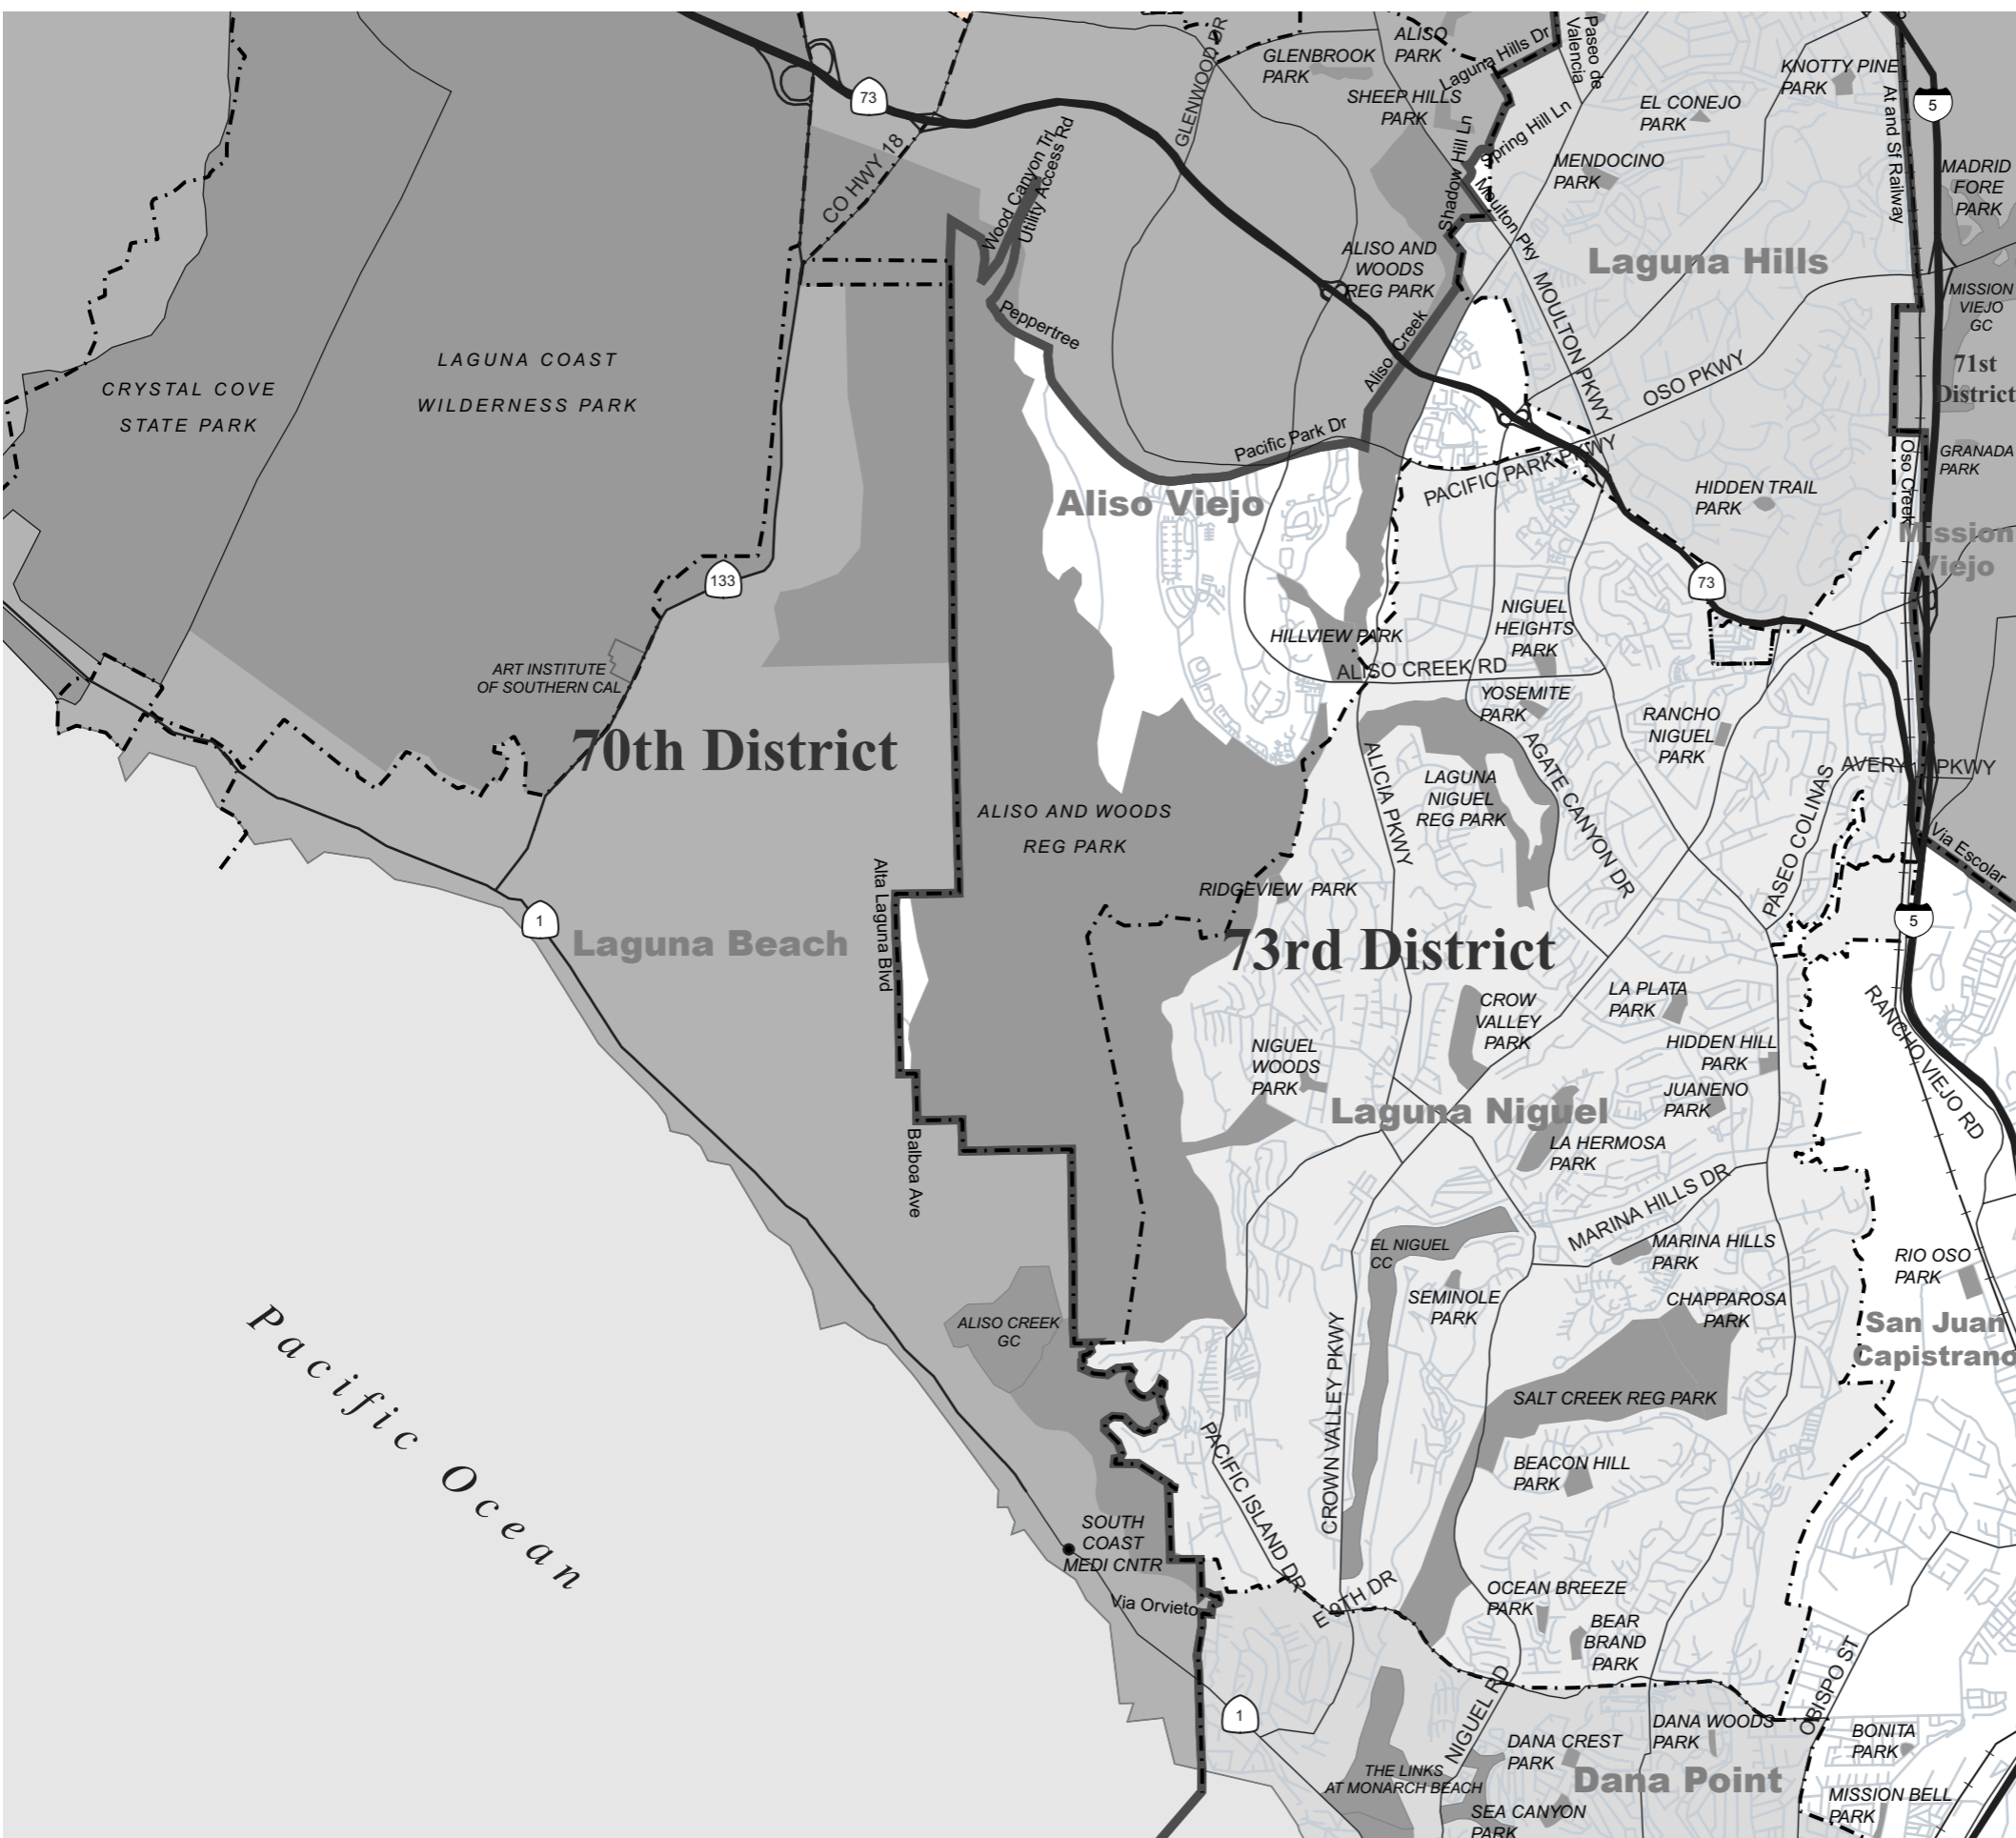 ALISO
PARK
GLENBROOK
PARK
GLENWOOD DR
Laguna Hills Dr
Paseo de
Valencia
KNOTTY PINE
PARK
5
73
SHEEP HILLS
PARK
EL CONEJO
PARK
At and Sf Railway
CO HWY 18
Wood Canyon Trl
Utility Access Rd
Shadow Hill Ln
Spring Hill Ln
MENDOCINO
PARK
MADRID
FORE
PARK
Moulton Pky
ALISO AND
WOODS
REG PARK
Laguna Hills
MOULTON PKWY
MISSION
VIEJO
GC
Peppertree
Aliso Creek
LAGUNA COAST
WILDERNESS PARK
CRYSTAL COVE
STATE PARK
OSO PKWY
71st
District
Pacific Park Dr
PACIFIC PARK PKWY
GRANADA
PARK
Oso Creek
Aliso Viejo
HIDDEN TRAIL
PARK
Mission
Viejo
133
73
NIGUEL
HEIGHTS
PARK
HILLVIEW PARK
ALISO CREEK RD
ART INSTITUTE
OF SOUTHERN CAL
YOSEMITE
PARK
RANCHO
NIGUEL
PARK
70th District
ALICIA PKWY
AGATE CANYON DR
LAGUNA
NIGUEL
REG PARK
AVERY PKWY
PASEO COLINAS
ALISO AND WOODS
REG PARK
Via Escolar
Alta Laguna Blvd
RIDGEVIEW PARK
1
5
Laguna Beach
73rd District
CROW
VALLEY
PARK
LA PLATA
PARK
RANCHO VIEJO RD
NIGUEL
WOODS
PARK
HIDDEN HILL
PARK
JUANENO
PARK
Laguna Niguel
LA HERMOSA
PARK
Balboa Ave
MARINA HILLS DR
EL NIGUEL
CC
MARINA HILLS
PARK
RIO OSO
PARK
SEMINOLE
PARK
CHAPPAROSA
PARK
ALISO CREEK
GC
San Juan
Capistrano
Pacific Ocean
CROWN VALLEY PKWY
SALT CREEK REG PARK
PACIFIC ISLAND DR
BEACON HILL
PARK
SOUTH
COAST
MEDI CNTR
Via Orvieto
E 9TH DR
OCEAN BREEZE
PARK
BEAR
BRAND
PARK
OBISPO ST
NIGUEL RD
1
DANA WOODS
PARK
DANA CREST
PARK
BONITA
PARK
THE LINKS
AT MONARCH BEACH
Dana Point
MISSION BELL
PARK
SEA CANYON
PARK